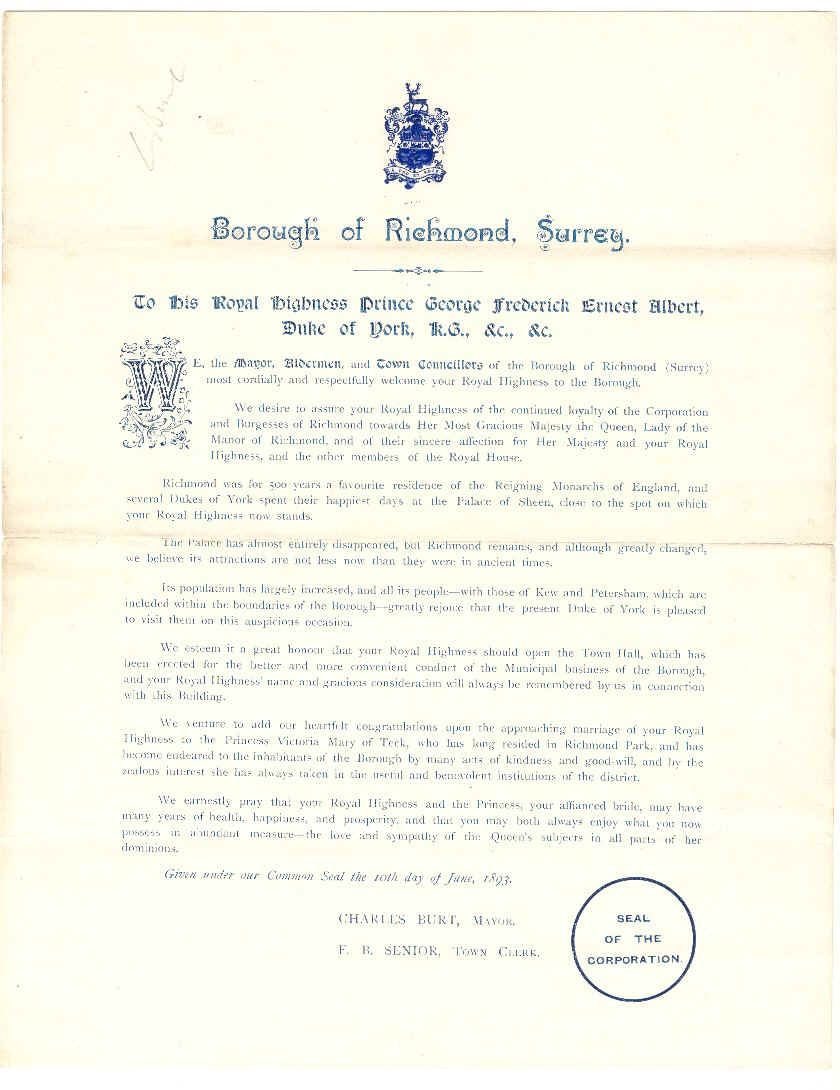 Borough of Richmond, Surrey.
To His Royal Highness Prince George Frederick Ernest Albert,
Duke of York, K.G., &c., &c.
WE, the Mayor, Aldermen, and Town Councillors of the Borough of Richmond (Surrey)
most cordially and respectfully welcome your Royal Highness to the Borough.
We desire to assure your Royal Highness of the continued loyalty of the Corporation
and Burgesses of Richmond towards Her Most Gracious Majesty the Queen, Lady of the
Manor of Richmond, and of their sincere affection for Her Majesty and your Royal
Highness, and the other members of the Royal House.
Richmond was for 500 years a favourite residence of the Reigning Monarchs of England, and
several Dukes of York spent their happiest days at the Palace of Sheen, close to the spot on which
your Royal Highness now stands.
The Palace has almost entirely disappeared, but Richmond remains, and although greatly changed,
we believe its attractions are not less now than they were in ancient times.
Its population has largely increased, and all its people—with those of Kew and Petersham, which are
included within the boundaries of the Borough—greatly rejoice that the present Duke of York is pleased
to visit them on this auspicious occasion.
We esteem it a great honour that your Royal Highness should open the Town Hall, which has
been erected for the better and more convenient conduct of the Municipal business of the Borough,
and your Royal Highness' name and gracious consideration will always be remembered by us in connection
with this Building.
We venture to add our heartfelt congratulations upon the approaching marriage of your Royal
Highness to the Princess Victoria Mary of Teck, who has long resided in Richmond Park, and has
become endeared to the inhabitants of the Borough by many acts of kindness and good-will, and by the
zealous interest she has always taken in the useful and benevolent institutions of the district.
We earnestly pray that your Royal Highness and the Princess, your affianced bride, may have
many years of health, happiness, and prosperity, and that you may both always enjoy what you now
possess in abundant measure—the love and sympathy of the Queen's subjects in all parts of her
dominions.
Given under our Common Seal the 10th day of June, 1893.
CHARLES BURT, MAYOR.
F. B. SENIOR, TOWN CLERK.
SEAL
OF THE
CORPORATION.